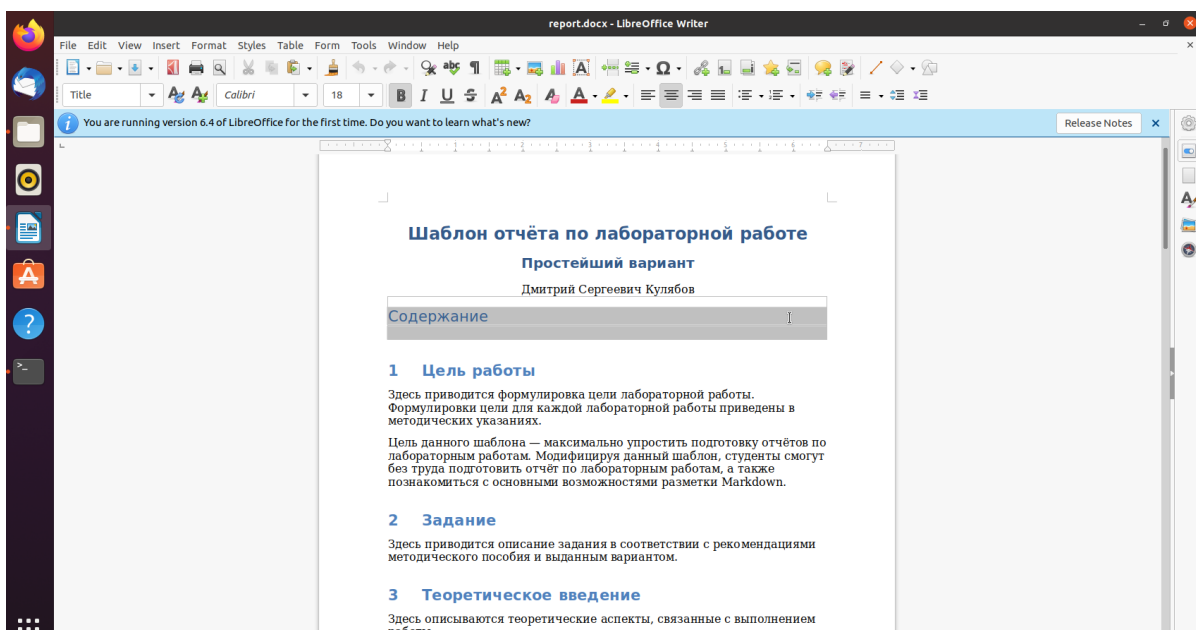 report.docx - LibreOffice Writer
File Edit View Insert Format Styles Table Form Tools Window Help
Title Calibri 18
You are running version 6.4 of LibreOffice for the first time. Do you want to learn what's new? Release Notes
Шаблон отчёта по лабораторной работе
Простейший вариант
Дмитрий Сергеевич Кулябов
Содержание
1 Цель работы
Здесь приводится формулировка цели лабораторной работы.
Формулировки цели для каждой лабораторной работы приведены в
методических указаниях.
Цель данного шаблона — максимально упростить подготовку отчётов по
лабораторным работам. Модифицируя данный шаблон, студенты смогут
без труда подготовить отчёт по лабораторным работам, а также
познакомиться с основными возможностями разметки Markdown.
2 Задание
Здесь приводится описание задания в соответствии с рекомендациями
методического пособия и выданным вариантом.
3 Теоретическое введение
Здесь описываются теоретические аспекты, связанные с выполнением